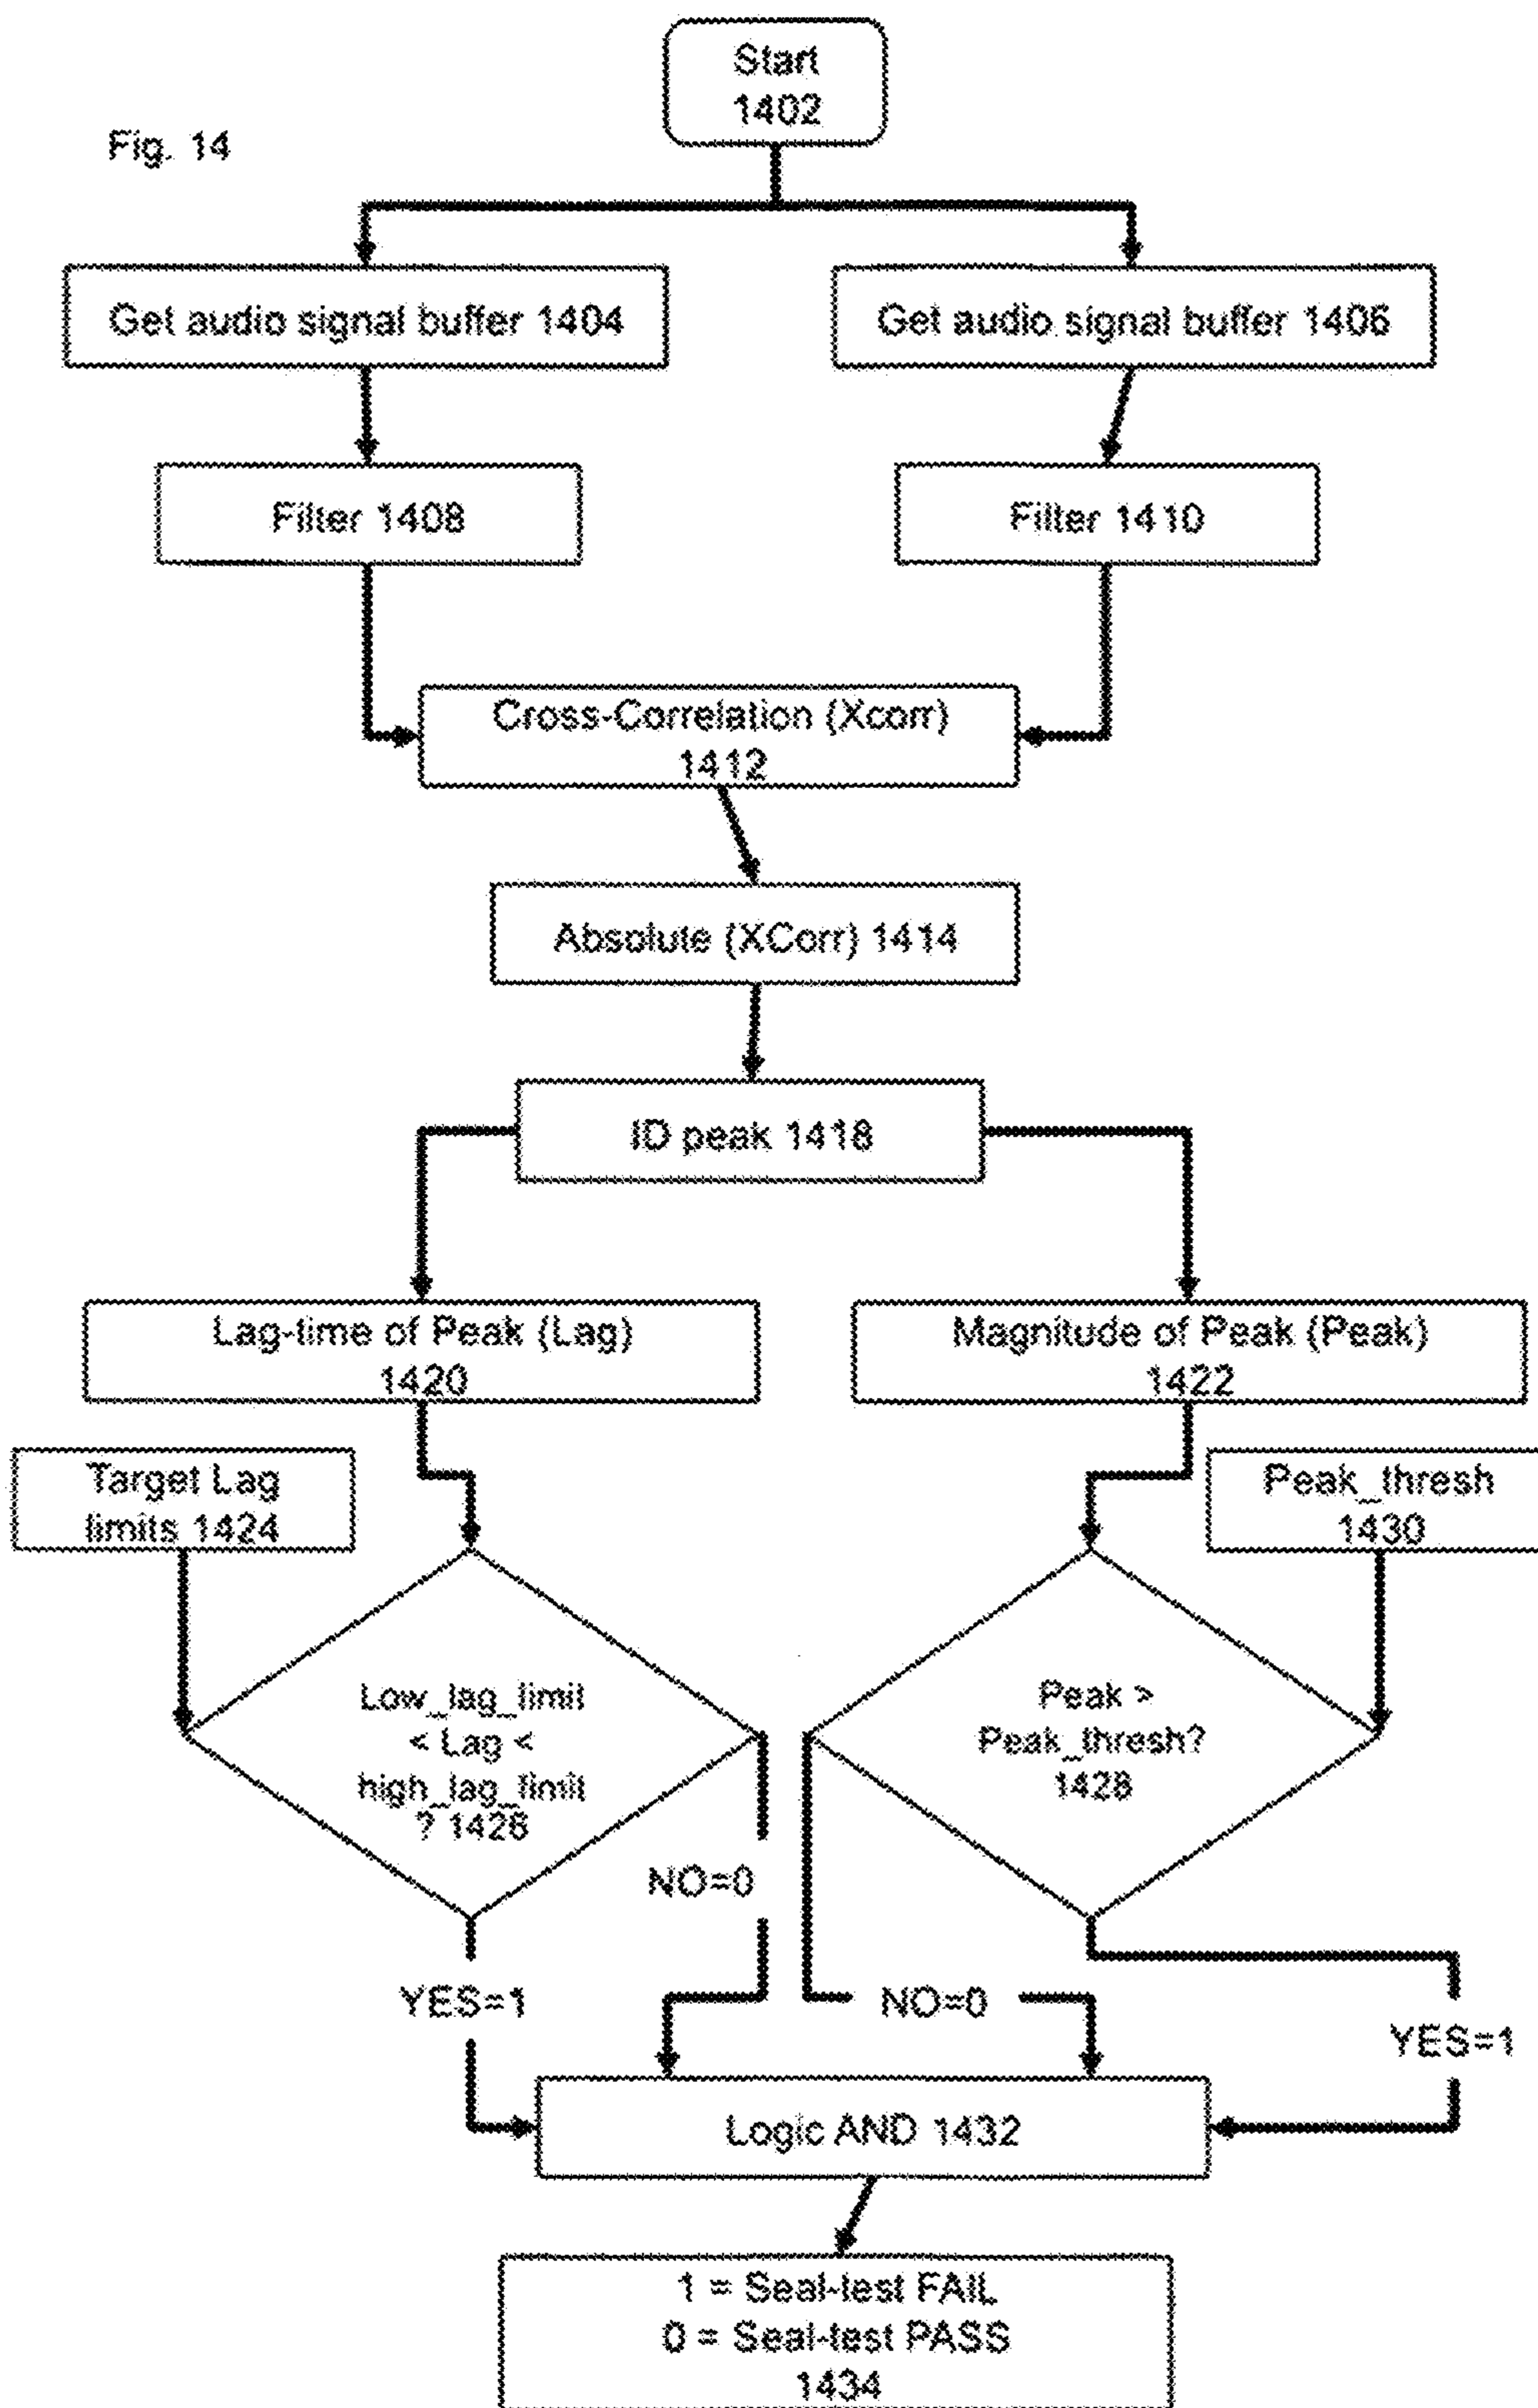 Start
1402
Fig. 14
Get audio signal buffer 1404
Get audio signal buffer 1406
Filter 1408
Filter 1410
Cross-Correlation (Xcorr)
1412
Absolute (XCorr) 1414
ID peak 1418
Lag-time of Peak (Lag)
1420
Magnitude of Peak (Peak)
1422
Target Lag
limits 1424
Peak_thresh
1430
Low_lag_limit
< Lag <
high_lag_limit
? 1426
Peak >
Peak_thresh?
1428
NO=0
YES=1
NO=0
YES=1
Logic AND 1432
1 = Seal-test FAIL
0 = Seal-test PASS
1434